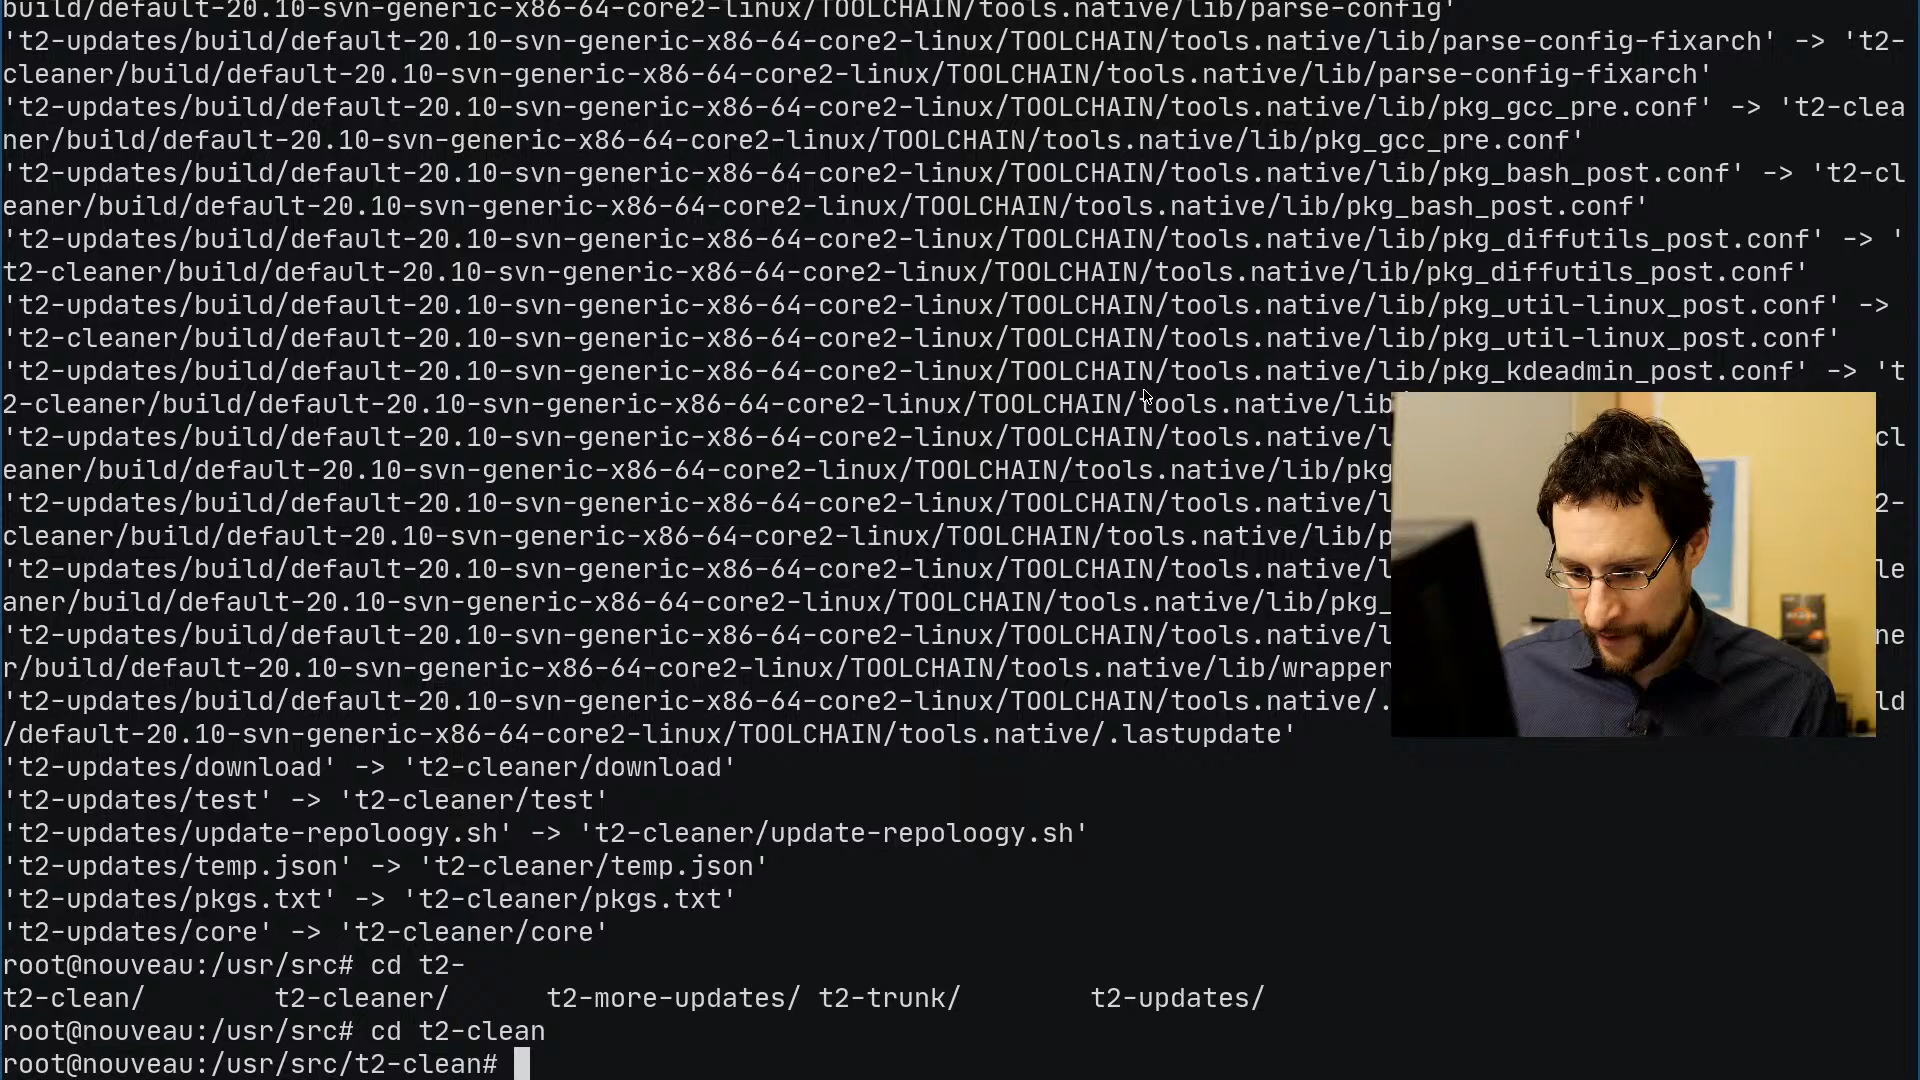 build/default-20.10-svn-generic-x86-64-core2-linux/TOOLCHAIN/tools.native/lib/parse-config'
't2-updates/build/default-20.10-svn-generic-x86-64-core2-linux/TOOLCHAIN/tools.native/lib/parse-config-fixarch' -> 't2-
cleaner/build/default-20.10-svn-generic-x86-64-core2-linux/TOOLCHAIN/tools.native/lib/parse-config-fixarch'
't2-updates/build/default-20.10-svn-generic-x86-64-core2-linux/TOOLCHAIN/tools.native/lib/pkg_gcc_pre.conf' -> 't2-clea
ner/build/default-20.10-svn-generic-x86-64-core2-linux/TOOLCHAIN/tools.native/lib/pkg_gcc_pre.conf'
't2-updates/build/default-20.10-svn-generic-x86-64-core2-linux/TOOLCHAIN/tools.native/lib/pkg_bash_post.conf' -> 't2-cl
eaner/build/default-20.10-svn-generic-x86-64-core2-linux/TOOLCHAIN/tools.native/lib/pkg_bash_post.conf'
't2-updates/build/default-20.10-svn-generic-x86-64-core2-linux/TOOLCHAIN/tools.native/lib/pkg_diffutils_post.conf' -> '
t2-cleaner/build/default-20.10-svn-generic-x86-64-core2-linux/TOOLCHAIN/tools.native/lib/pkg_diffutils_post.conf'
't2-updates/build/default-20.10-svn-generic-x86-64-core2-linux/TOOLCHAIN/tools.native/lib/pkg_util-linux_post.conf' ->
't2-cleaner/build/default-20.10-svn-generic-x86-64-core2-linux/TOOLCHAIN/tools.native/lib/pkg_util-linux_post.conf'
't2-updates/build/default-20.10-svn-generic-x86-64-core2-linux/TOOLCHAIN/tools.native/lib/pkg_kdeadmin_post.conf' -> 't
2-cleaner/build/default-20.10-svn-generic-x86-64-core2-linux/TOOLCHAIN/tools.native/lib
't2-updates/build/default-20.10-svn-generic-x86-64-core2-linux/TOOLCHAIN/tools.native/l cl
eaner/build/default-20.10-svn-generic-x86-64-core2-linux/TOOLCHAIN/tools.native/lib/pkg
't2-updates/build/default-20.10-svn-generic-x86-64-core2-linux/TOOLCHAIN/tools.native/l 2-
cleaner/build/default-20.10-svn-generic-x86-64-core2-linux/TOOLCHAIN/tools.native/lib/p
't2-updates/build/default-20.10-svn-generic-x86-64-core2-linux/TOOLCHAIN/tools.native/l le
aner/build/default-20.10-svn-generic-x86-64-core2-linux/TOOLCHAIN/tools.native/lib/pkg_
't2-updates/build/default-20.10-svn-generic-x86-64-core2-linux/TOOLCHAIN/tools.native/l ne
r/build/default-20.10-svn-generic-x86-64-core2-linux/TOOLCHAIN/tools.native/lib/wrapper
't2-updates/build/default-20.10-svn-generic-x86-64-core2-linux/TOOLCHAIN/tools.native/. ld
/default-20.10-svn-generic-x86-64-core2-linux/TOOLCHAIN/tools.native/.lastupdate'
't2-updates/download' -> 't2-cleaner/download'
't2-updates/test' -> 't2-cleaner/test'
't2-updates/update-repoloogy.sh' -> 't2-cleaner/update-repoloogy.sh'
't2-updates/temp.json' -> 't2-cleaner/temp.json'
't2-updates/pkgs.txt' -> 't2-cleaner/pkgs.txt'
't2-updates/core' -> 't2-cleaner/core'
root@nouveau:/usr/src# cd t2-
t2-clean/ t2-cleaner/ t2-more-updates/ t2-trunk/ t2-updates/
root@nouveau:/usr/src# cd t2-clean
root@nouveau:/usr/src/t2-clean#